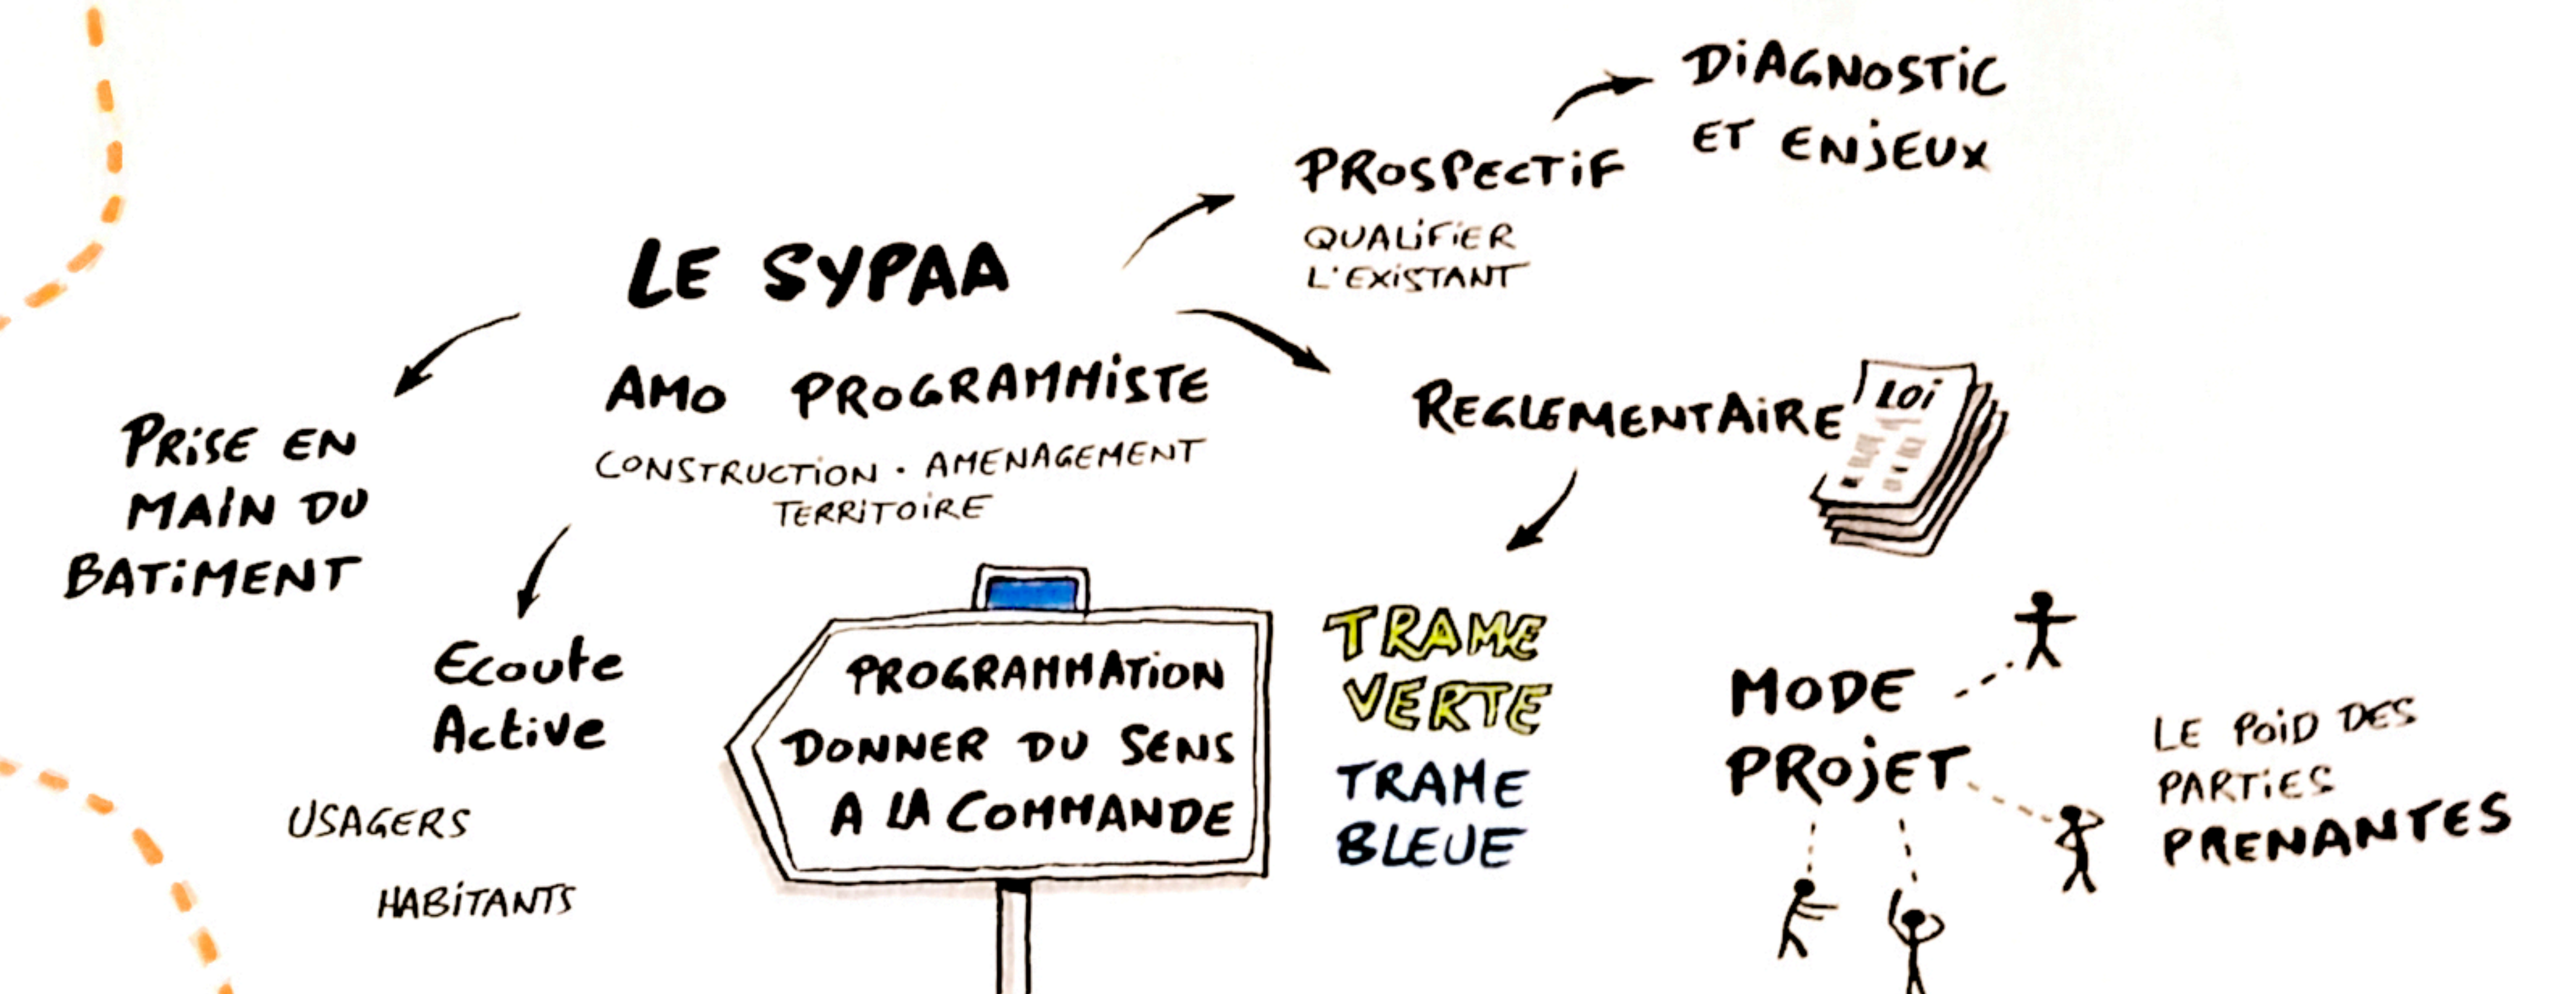 LE SYPAA
AMO PROGRAMMISTE
CONSTRUCTION . AMENAGEMENT
TERRITOIRE
PROSPECTIF
QUALiFiER
L'EXiSTANT
DiAGNOSTiC
ET ENjEUX
REGLEMENTAiRE
LOi
TRAME
VERTE
TRAME
BLEUE
PRiSE EN
MAiN DU
BATiMENT
Ecoute
Active
USAGERS
HABiTANTS
PROGRAMMATiON
DONNER DU SENS
A LA COMMANDE
MODE
PROjET
LE POiD DES
PARTiES
PRENANTES